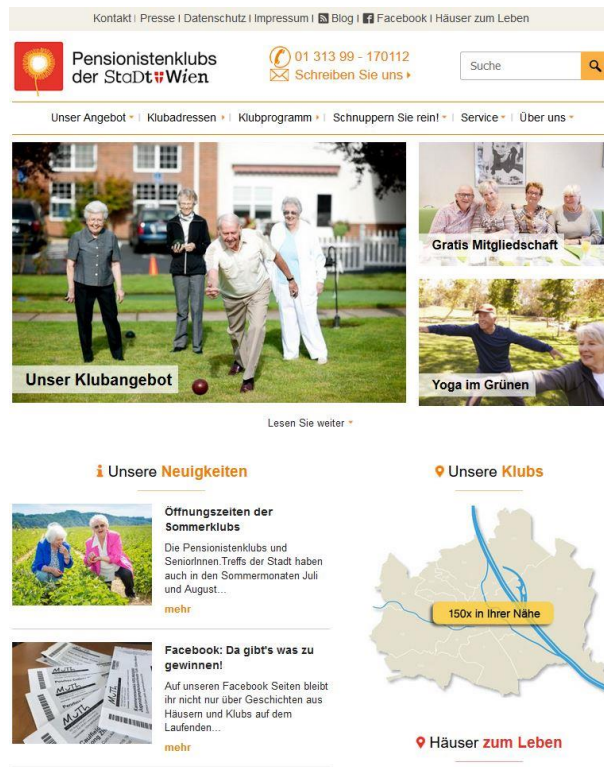 Kontakt I Presse I Datenschutz I Impressum I Blog I Facebook I Häuser zum Leben
Pensionistenklubs
der StaDt Wien
01 313 99 - 170112
Schreiben Sie uns
Suche
Unser Angebot I Klubadressen I Klubprogramm I Schnuppern Sie rein! I Service I Über uns
Gratis Mitgliedschaft
Unser Klubangebot
Yoga im Grünen
Lesen Sie weiter
Unsere Neuigkeiten
Öffnungszeiten der
Sommerklubs
Die Pensionistenklubs und
SeniorInnen.Treffs der Stadt haben
auch in den Sommermonaten Juli
und August...
mehr
Facebook: Da gibt's was zu
gewinnen!
Auf unseren Facebook Seiten bleibt
ihr nicht nur über Geschichten aus
Häusern und Klubs auf dem
Laufenden...
mehr
MuTh
MuTh
MuTh
Unsere Klubs
150x in Ihrer Nähe
Häuser zum Leben